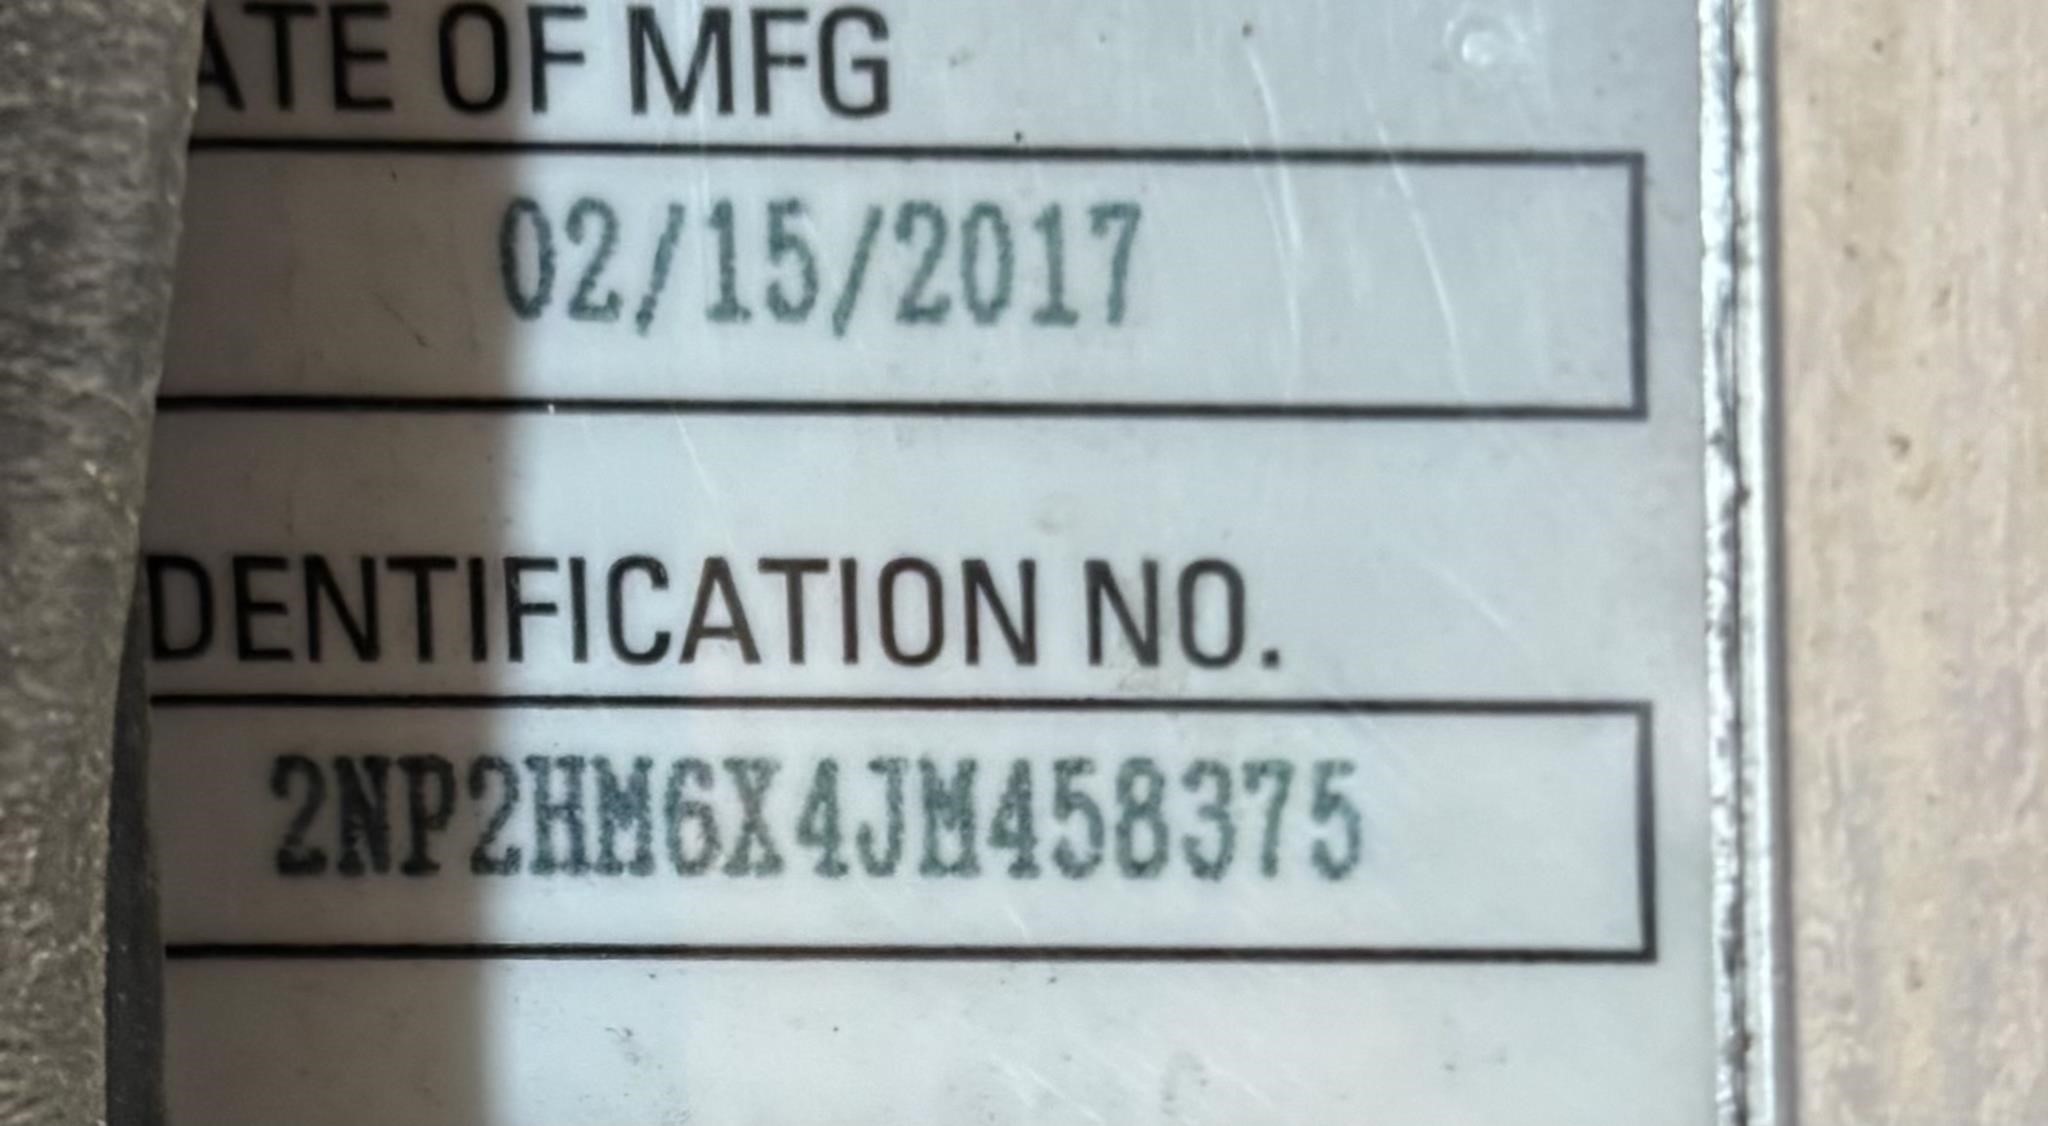 ATE OF MFG
02/15/2017
DENTIFICATION NO.
2NP2HM6X4JM458375